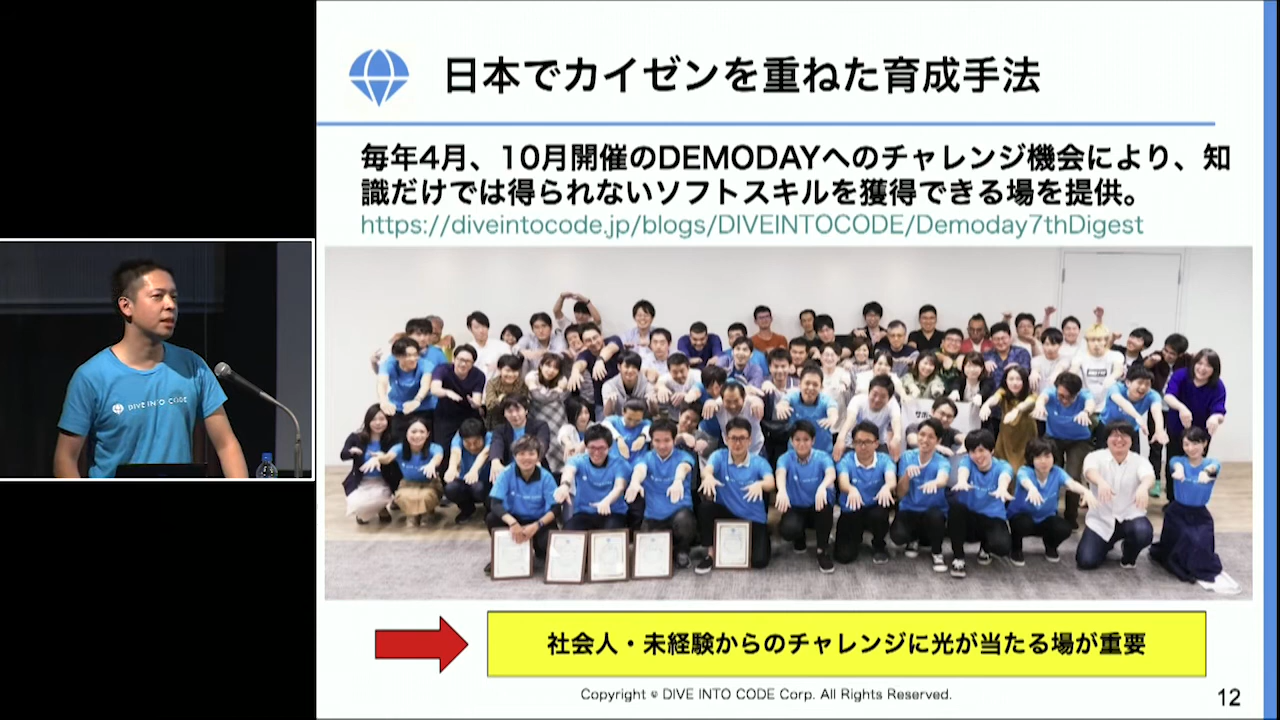 日本でカイゼンを重ねた育成手法
毎年4月、10月開催のDEMODAYへのチャレンジ機会により、知
識だけでは得られないソフトスキルを獲得できる場を提供。
https://diveintocode.jp/blogs/DIVEINTOCODE/Demoday7thDigest
DIVE INTO CODE
社会人・未経験からのチャレンジに光が当たる場が重要
Copyright © DIVE INTO CODE Corp. All Rights Reserved.
12